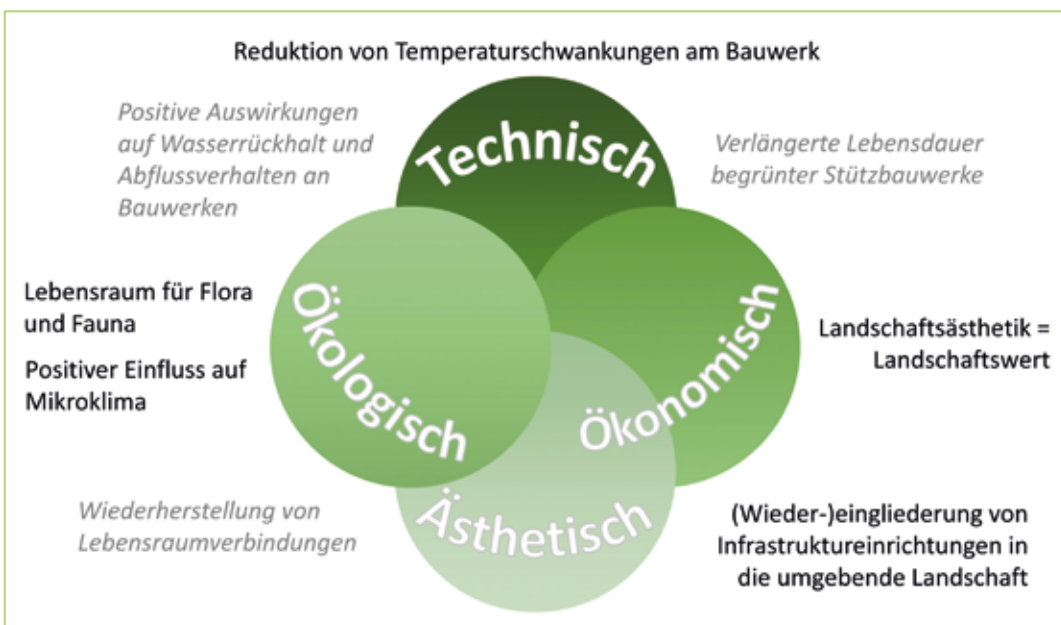 Reduktion von Temperaturschwankungen am Bauwerk
Positive Auswirkungen
auf Wasserrückhalt und
Abflussverhalten an
Bauwerken
Technisch
Verlängerte Lebensdauer
begrünter Stützbauwerke
Lebensraum für Flora
und Fauna
Positiver Einfluss auf
Mikroklima
Ökologisch
Ökonomisch
Landschaftsästhetik =
Landschaftswert
Wiederherstellung von
Lebensraumverbindungen
Ästhetisch
(Wieder-)eingliederung von
Infrastruktureinrichtungen in
die umgebende Landschaft